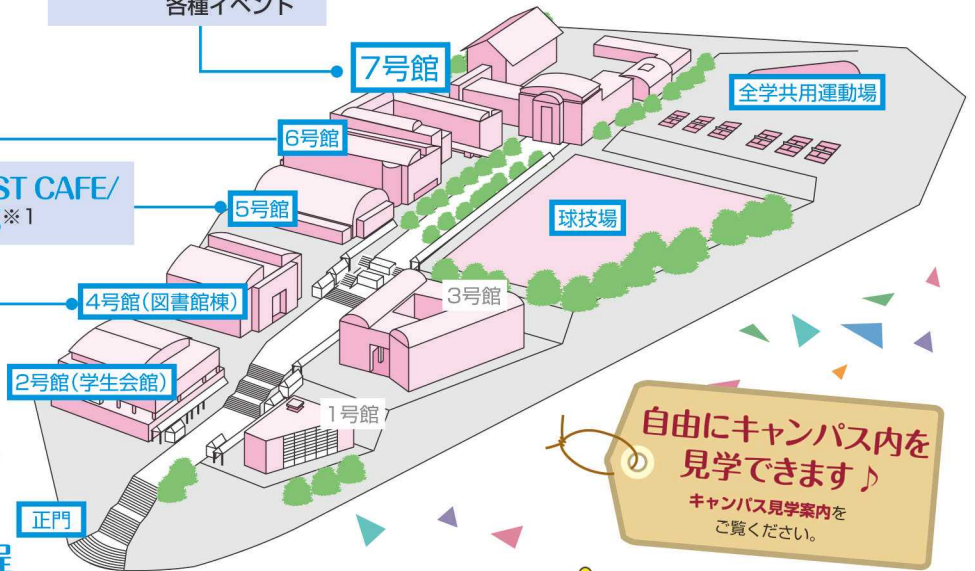 各種イベント
7号館
全学共用運動場
6号館
ST CAFE/
※1
5号館
球技場
3号館
4号館(図書館棟)
2号館(学生会館)
1号館
自由にキャンパス内を
見学できます♪
キャンパス見学案内を
ご覧ください。
正門